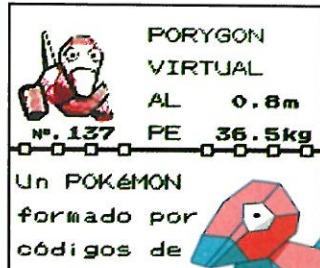 PORYGON
VIRTUAL
AL 0.8m
Nº.137 PE 36.5kg
Un POKéMON
formado por
códigos de